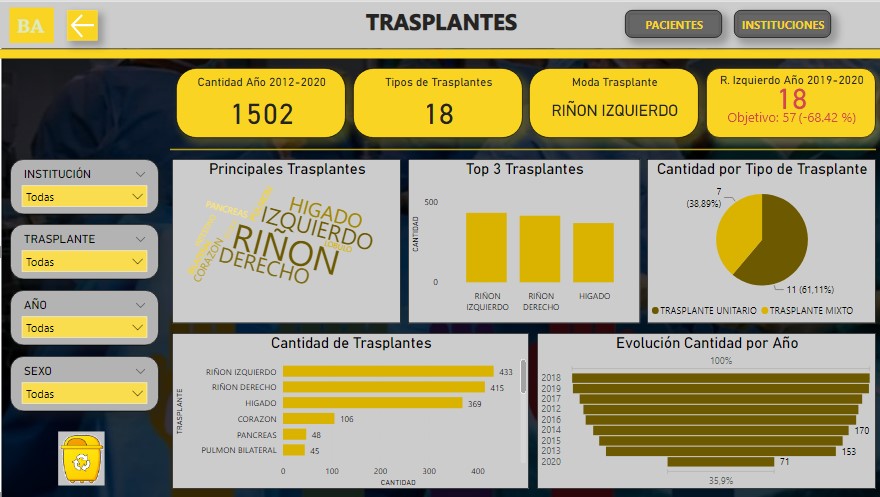 BA
TRASPLANTES
PACIENTES
INSTITUCIONES
Cantidad Año 2012-2020
1502
Tipos de Trasplantes
18
Moda Trasplante
RIÑON IZQUIERDO
R. Izquierdo Año 2019-2020
18
Objetivo: 57 (-68.42 %)
INSTITUCIÓN
Todas
TRASPLANTE
Todas
AÑO
Todas
SEXO
Todas
Principales Trasplantes
PANCREAS
HIGADO
IZQUIERDO
RIÑON
LOBULO
DERECHO
CORAZON
Top 3 Trasplantes
CANTIDAD
500
0
RIÑON
IZQUIERDO
RIÑON
DERECHO
HIGADO
Cantidad por Tipo de Trasplante
7
(38,89%)
11 (61,11%)
TRASPLANTE UNITARIO
TRASPLANTE MIXTO
Cantidad de Trasplantes
TRASPLANTE
RIÑON IZQUIERDO 433
RIÑON DERECHO 415
HIGADO 369
CORAZON 106
PANCREAS 48
PULMON BILATERAL 45
0 100 200 300 400
CANTIDAD
Evolución Cantidad por Año
100%
2018
2019
2017
2012
2016
2014 170
2015
2013 153
2020 71
35,9%